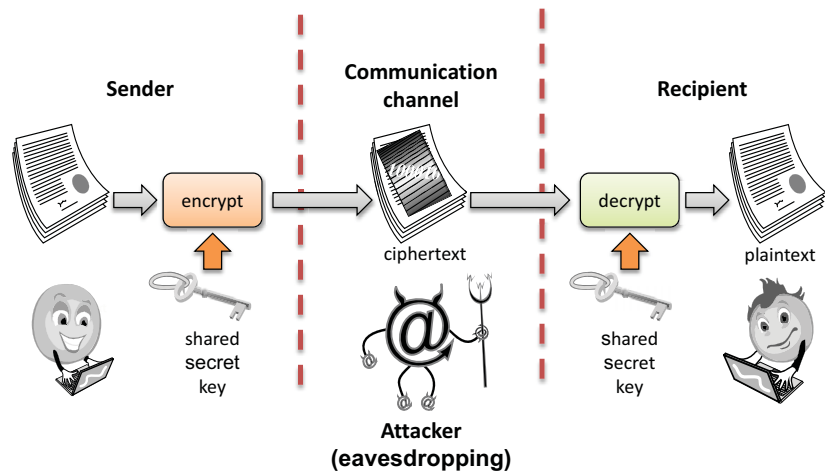 Sender
Communication
channel
Recipient
encrypt
decrypt
ciphertext
plaintext
shared
secret
key
@
shared
secret
key
Attacker
(eavesdropping)